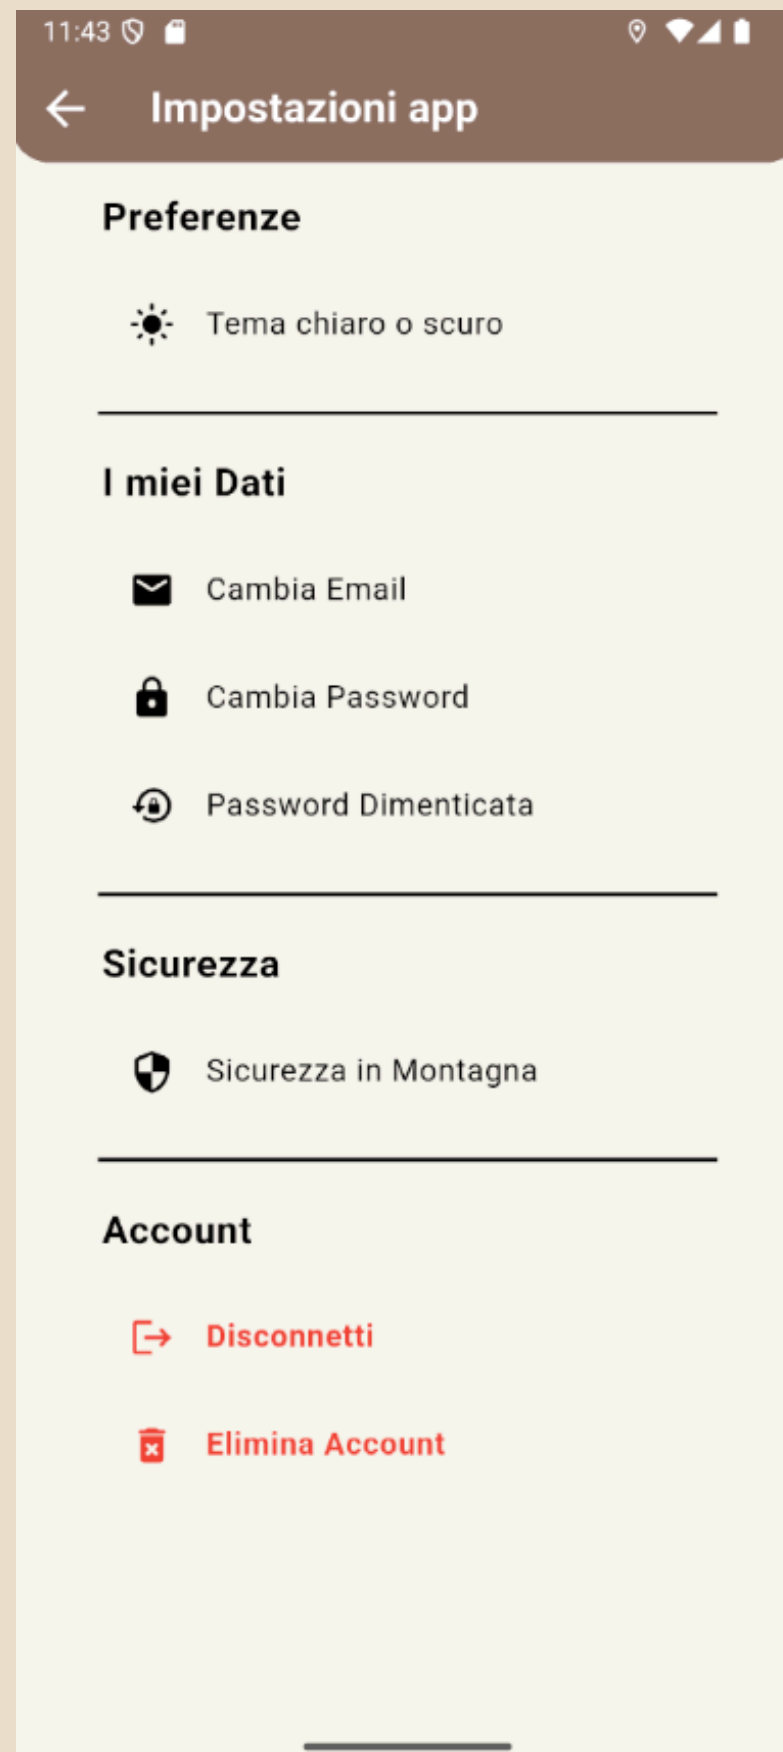 11:43
Impostazioni app
Preferenze
Tema chiaro o scuro
I miei Dati
Cambia Email
Cambia Password
Password Dimenticata
Sicurezza
Sicurezza in Montagna
Account
Disconnetti
Elimina Account